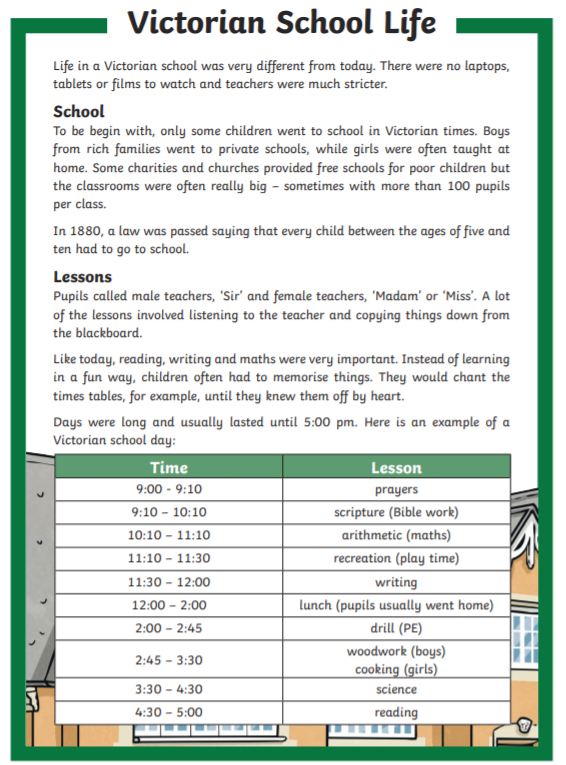 Victorian School Life
Life in a Victorian school was very different from today. There were no laptops,
tablets or films to watch and teachers were much stricter.
School
To be begin with, only some children went to school in Victorian times. Boys
from rich families went to private schools, while girls were often taught at
home. Some charities and churches provided free schools for poor children but
the classrooms were often really big – sometimes with more than 100 pupils
per class.
In 1880, a law was passed saying that every child between the ages of five and
ten had to go to school.
Lessons
Pupils called male teachers, ‘Sir’ and female teachers, ‘Madam’ or ‘Miss’. A lot
of the lessons involved listening to the teacher and copying things down from
the blackboard.
Like today, reading, writing and maths were very important. Instead of learning
in a fun way, children often had to memorise things. They would chant the
times tables, for example, until they knew them off by heart.
Days were long and usually lasted until 5:00 pm. Here is an example of a
Victorian school day:
Time Lesson
9:00 - 9:10 prayers
9:10 – 10:10 scripture (Bible work)
10:10 – 11:10 arithmetic (maths)
11:10 – 11:30 recreation (play time)
11:30 – 12:00 writing
12:00 – 2:00 lunch (pupils usually went home)
2:00 – 2:45 drill (PE)
2:45 – 3:30 woodwork (boys)
cooking (girls)
3:30 – 4:30 science
4:30 – 5:00 reading